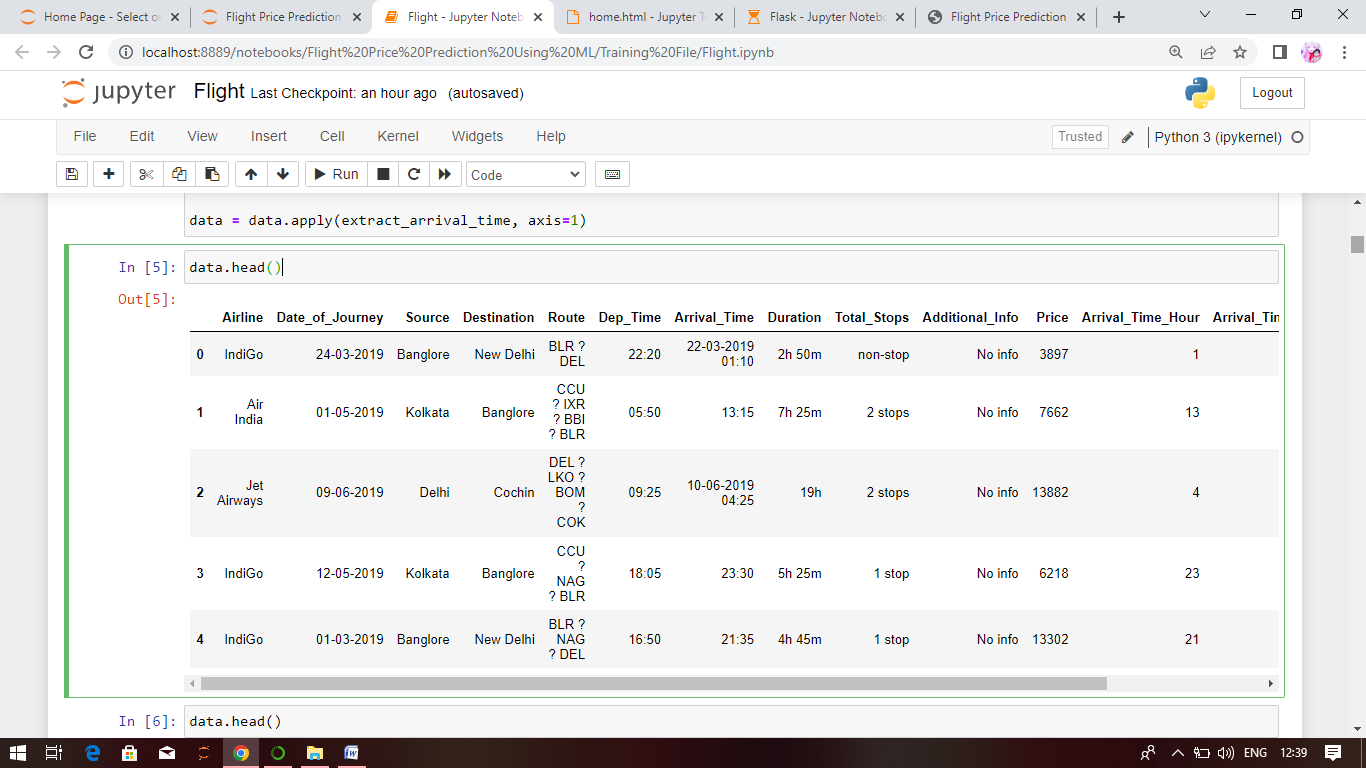 Home Page - Select or
Flight Price Prediction
Flight - Jupyter Noteb
home.html - Jupyter T
Flask - Jupyter Notebo
Flight Price Prediction
localhost:8889/notebooks/Flight%20Price%20Prediction%20Using%20ML/Training%20File/Flight.ipynb
jupyter Flight Last Checkpoint: an hour ago (autosaved)
Logout
File Edit View Insert Cell Kernel Widgets Help
Trusted
Python 3 (ipykernel)
Run
Code
data = data.apply(extract_arrival_time, axis=1)
In [5]: data.head()
Out[5]:
Airline Date_of_Journey Source Destination Route Dep_Time Arrival_Time Duration Total_Stops Additional_Info Price Arrival_Time_Hour Arrival_Tin
0 IndiGo 24-03-2019 Banglore New Delhi BLR ?
DEL 22:20 22-03-2019
01:10 2h 50m non-stop No info 3897 1
1 Air
India 01-05-2019 Kolkata Banglore CCU
? IXR
? BBI
? BLR 05:50 13:15 7h 25m 2 stops No info 7662 13
2 Jet
Airways 09-06-2019 Delhi Cochin DEL ?
LKO ?
BOM
?
COK 09:25 10-06-2019
04:25 19h 2 stops No info 13882 4
3 IndiGo 12-05-2019 Kolkata Banglore CCU
?
NAG
? BLR 18:05 23:30 5h 25m 1 stop No info 6218 23
4 IndiGo 01-03-2019 Banglore New Delhi BLR ?
NAG
? DEL 16:50 21:35 4h 45m 1 stop No info 13302 21
In [6]: data.head()
ENG 12:39